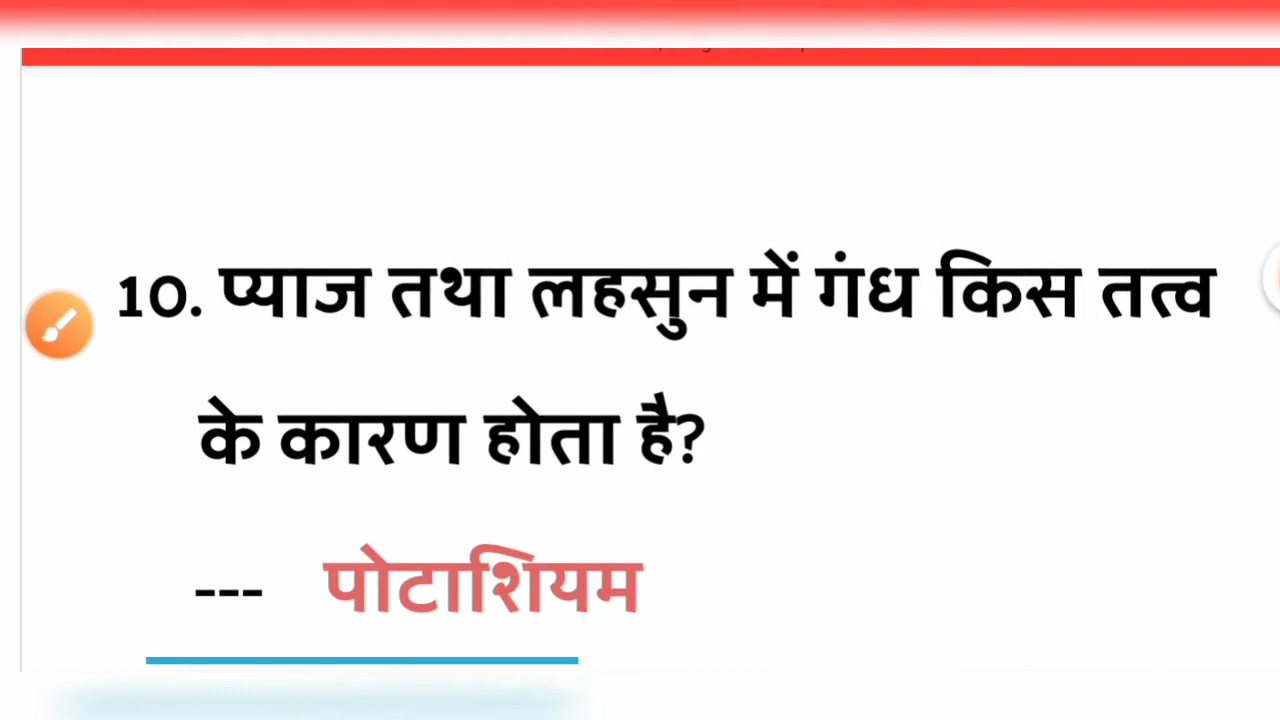 10. प्याज तथा लहसुन में गंध किस तत्व
के कारण होता है?
--- पोटाशियम